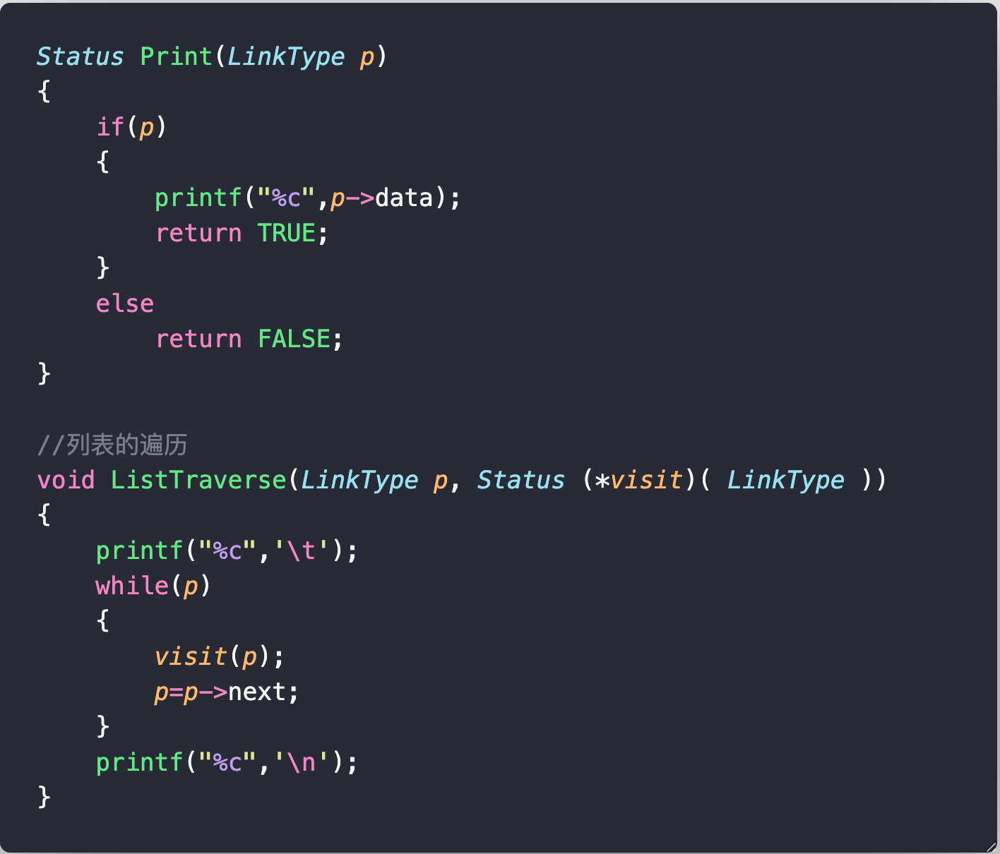 Status Print(LinkType p)
{
    if(p)
    {
        printf("%c",p->data);
        return TRUE;
    }
    else
        return FALSE;
}

//列表的遍历
void ListTraverse(LinkType p, Status (*visit)( LinkType ))
{
    printf("%c",'\t');
    while(p)
    {
        visit(p);
        p=p->next;
    }
    printf("%c",'\n');
}